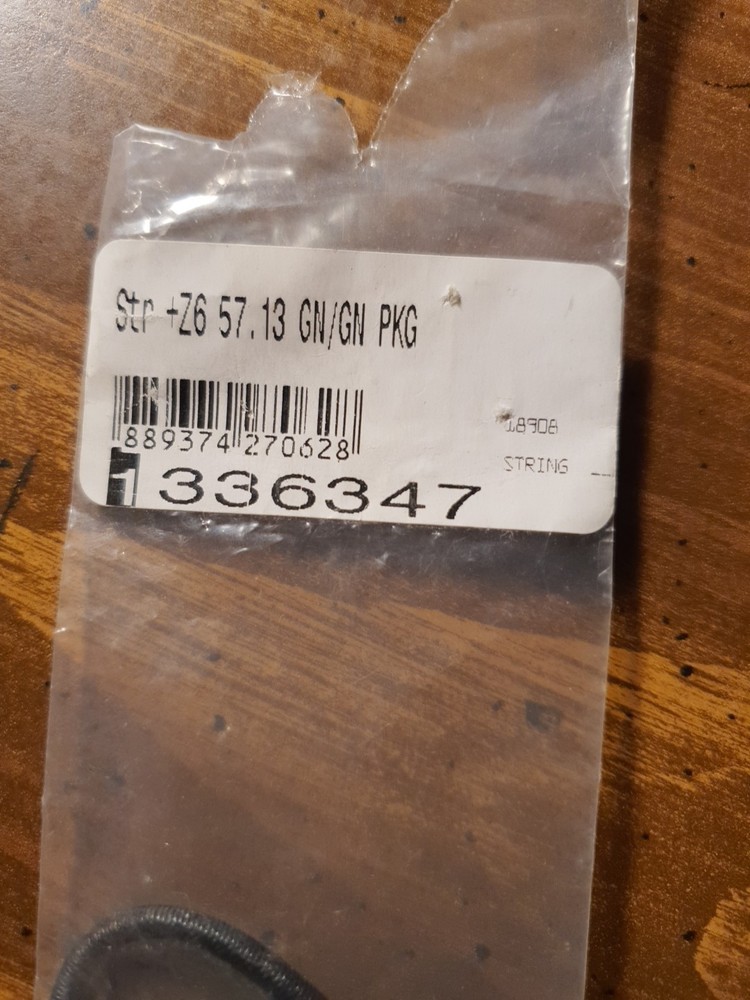 Str +Z6 57.13 GN/GN PKG
889374 270628
18908
STRING
1 336347